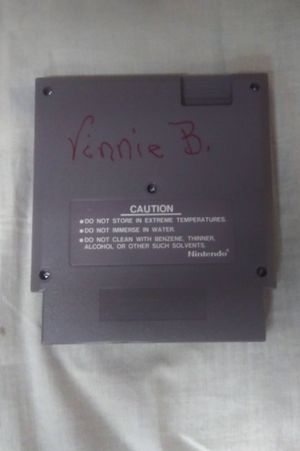 Vinnie B.
CAUTION
●DO NOT STORE IN EXTREME TEMPERATURES.
●DO NOT IMMERSE IN WATER.
●DO NOT CLEAN WITH BENZENE, THINNER,
ALCOHOL OR OTHER SUCH SOLVENTS.
Nintendo®